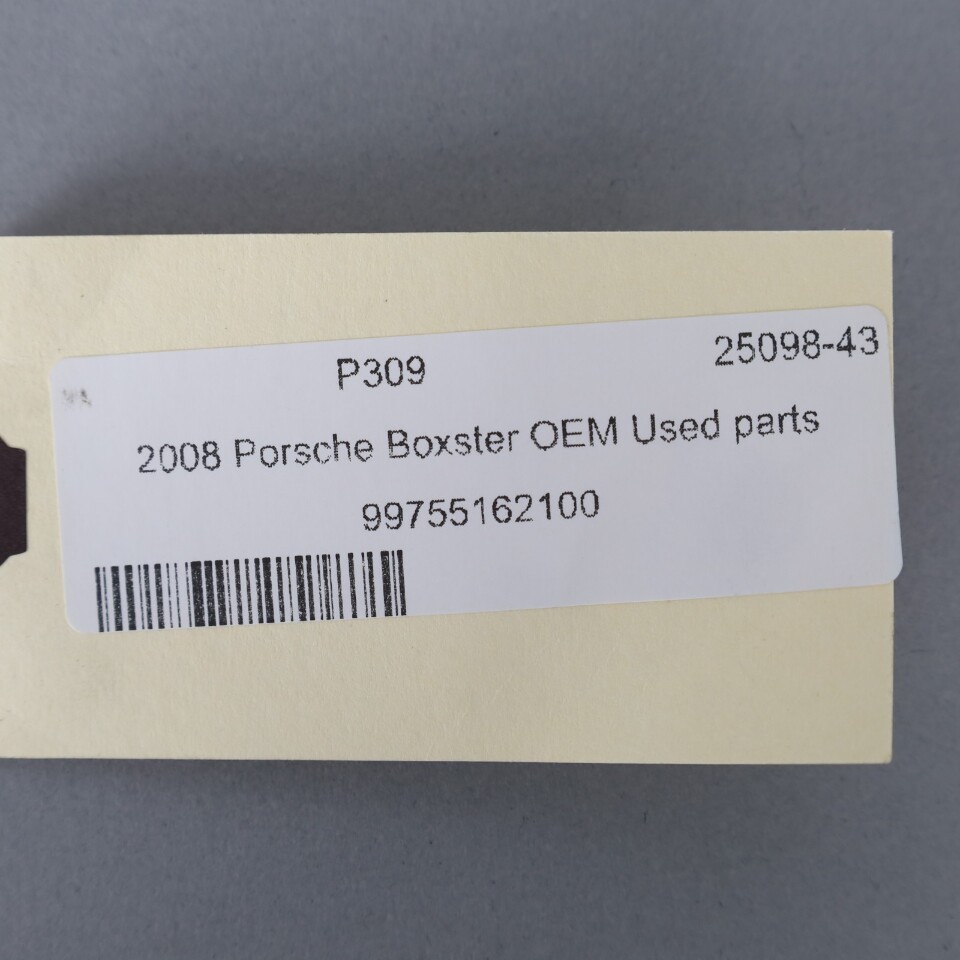 P309 25098-43
2008 Porsche Boxster OEM Used parts
99755162100